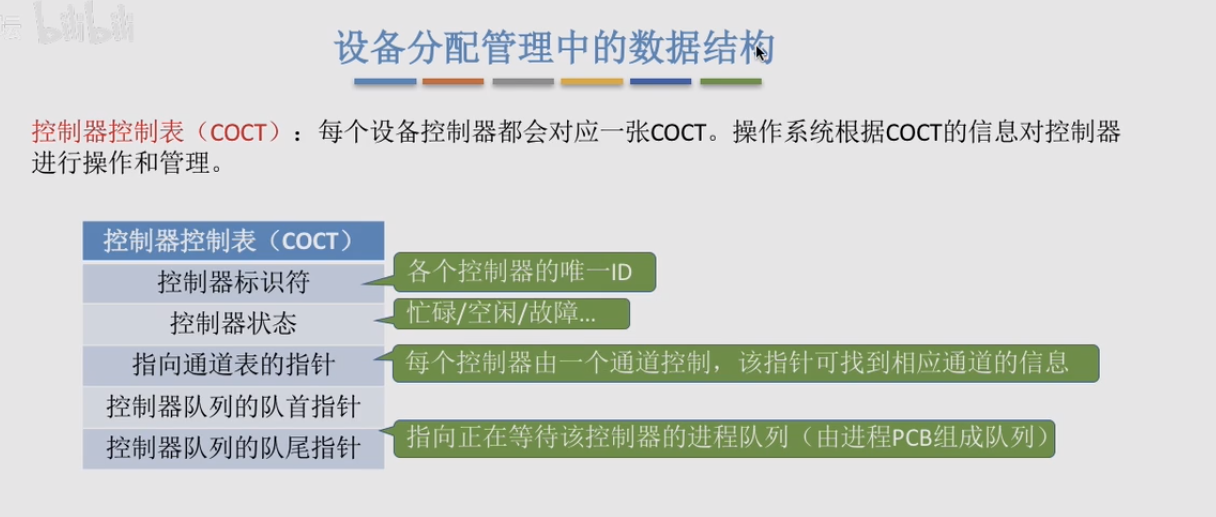 坛 bilibili
设备分配管理中的数据结构
控制器控制表（COCT）：每个设备控制器都会对应一张COCT。操作系统根据COCT的信息对控制器
进行操作和管理。
控制器控制表（COCT）
控制器标识符
各个控制器的唯一ID
控制器状态
忙碌/空闲/故障...
指向通道表的指针
每个控制器由一个通道控制，该指针可找到相应通道的信息
控制器队列的队首指针
控制器队列的队尾指针
指向正在等待该控制器的进程队列（由进程PCB组成队列）